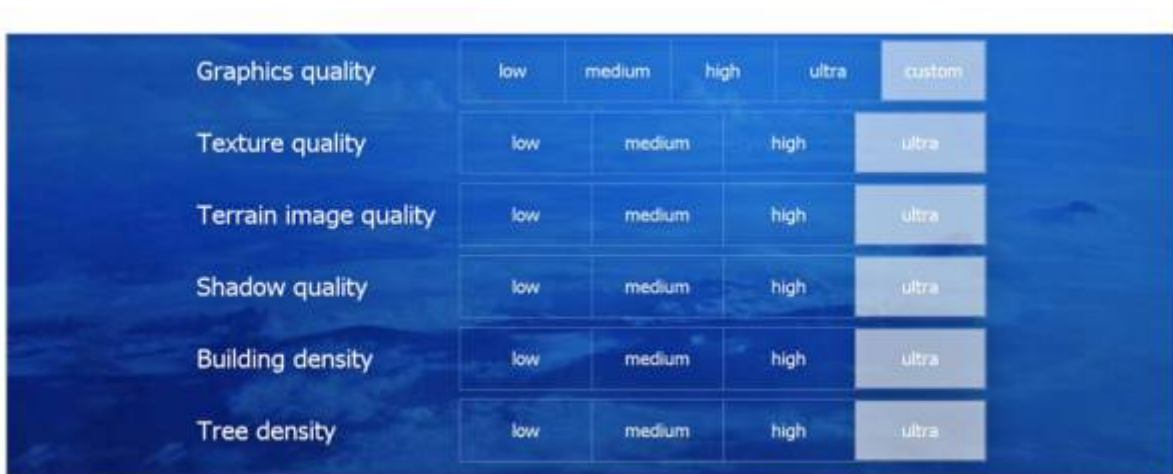 Graphics quality low medium high ultra custom
Texture quality low medium high ultra
Terrain image quality low medium high ultra
Shadow quality low medium high ultra
Building density low medium high ultra
Tree density low medium high ultra